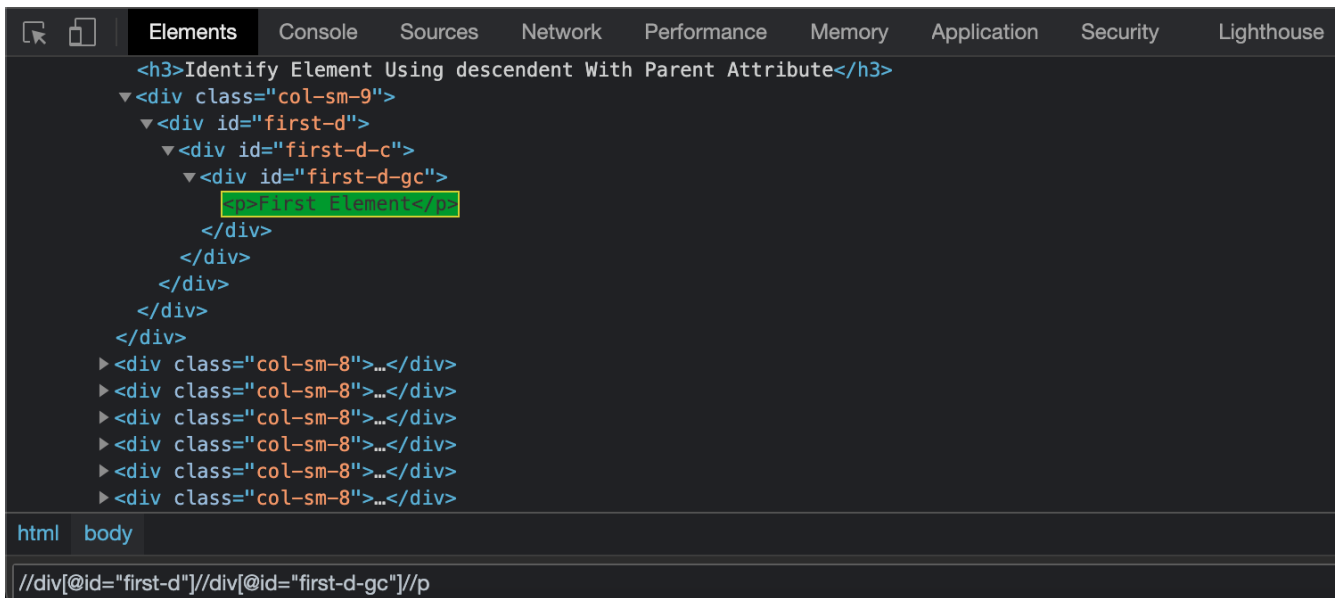 Elements Console Sources Network Performance Memory Application Security Lighthouse
<h3>Identify Element Using descendent With Parent Attribute</h3>
▼<div class="col-sm-9">
▼<div id="first-d">
▼<div id="first-d-c">
▼<div id="first-d-gc">
<p>First Element</p>
</div>
</div>
</div>
</div>
</div>
▶<div class="col-sm-8">…</div>
▶<div class="col-sm-8">…</div>
▶<div class="col-sm-8">…</div>
▶<div class="col-sm-8">…</div>
▶<div class="col-sm-8">…</div>
▶<div class="col-sm-8">…</div>
html body
//div[@id="first-d"]//div[@id="first-d-gc"]//p